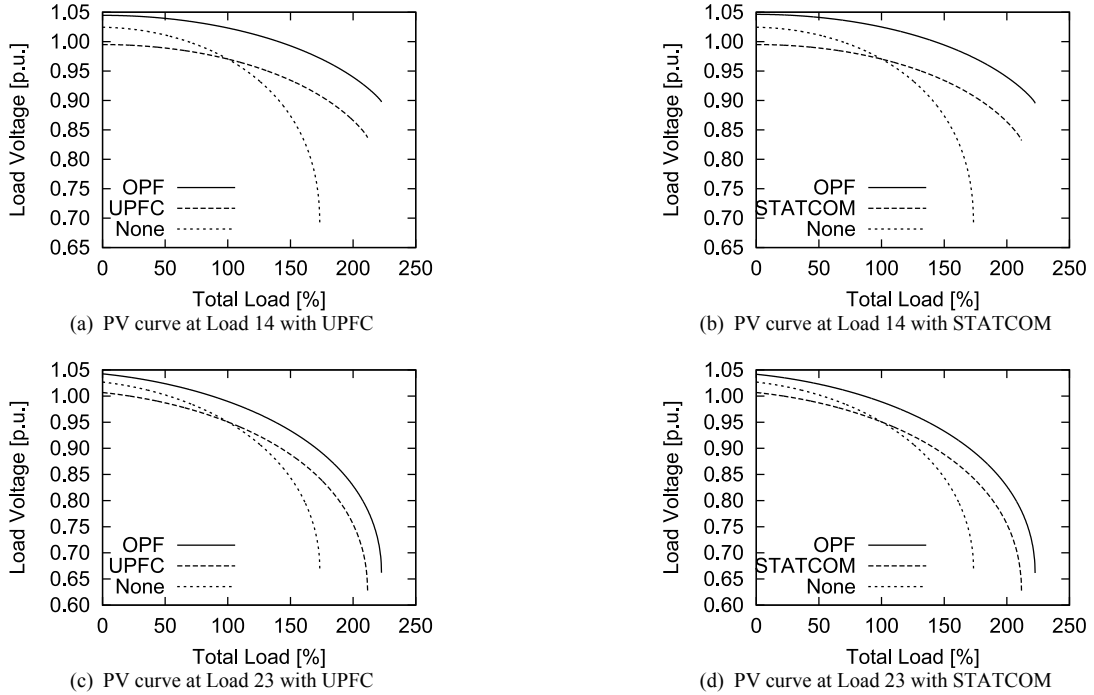 1.05
1.00
0.95
0.90
0.85
0.80
0.75
0.70
0.65
Load Voltage [p.u.]
OPF
UPFC
None
0 50 100 150 200 250
Total Load [%]
(a) PV curve at Load 14 with UPFC
1.05
1.00
0.95
0.90
0.85
0.80
0.75
0.70
0.65
Load Voltage [p.u.]
OPF
STATCOM
None
0 50 100 150 200 250
Total Load [%]
(b) PV curve at Load 14 with STATCOM
1.05
1.00
0.95
0.90
0.85
0.80
0.75
0.70
0.65
0.60
Load Voltage [p.u.]
OPF
UPFC
None
0 50 100 150 200 250
Total Load [%]
(c) PV curve at Load 23 with UPFC
1.05
1.00
0.95
0.90
0.85
0.80
0.75
0.70
0.65
0.60
Load Voltage [p.u.]
OPF
STATCOM
None
0 50 100 150 200 250
Total Load [%]
(d) PV curve at Load 23 with STATCOM